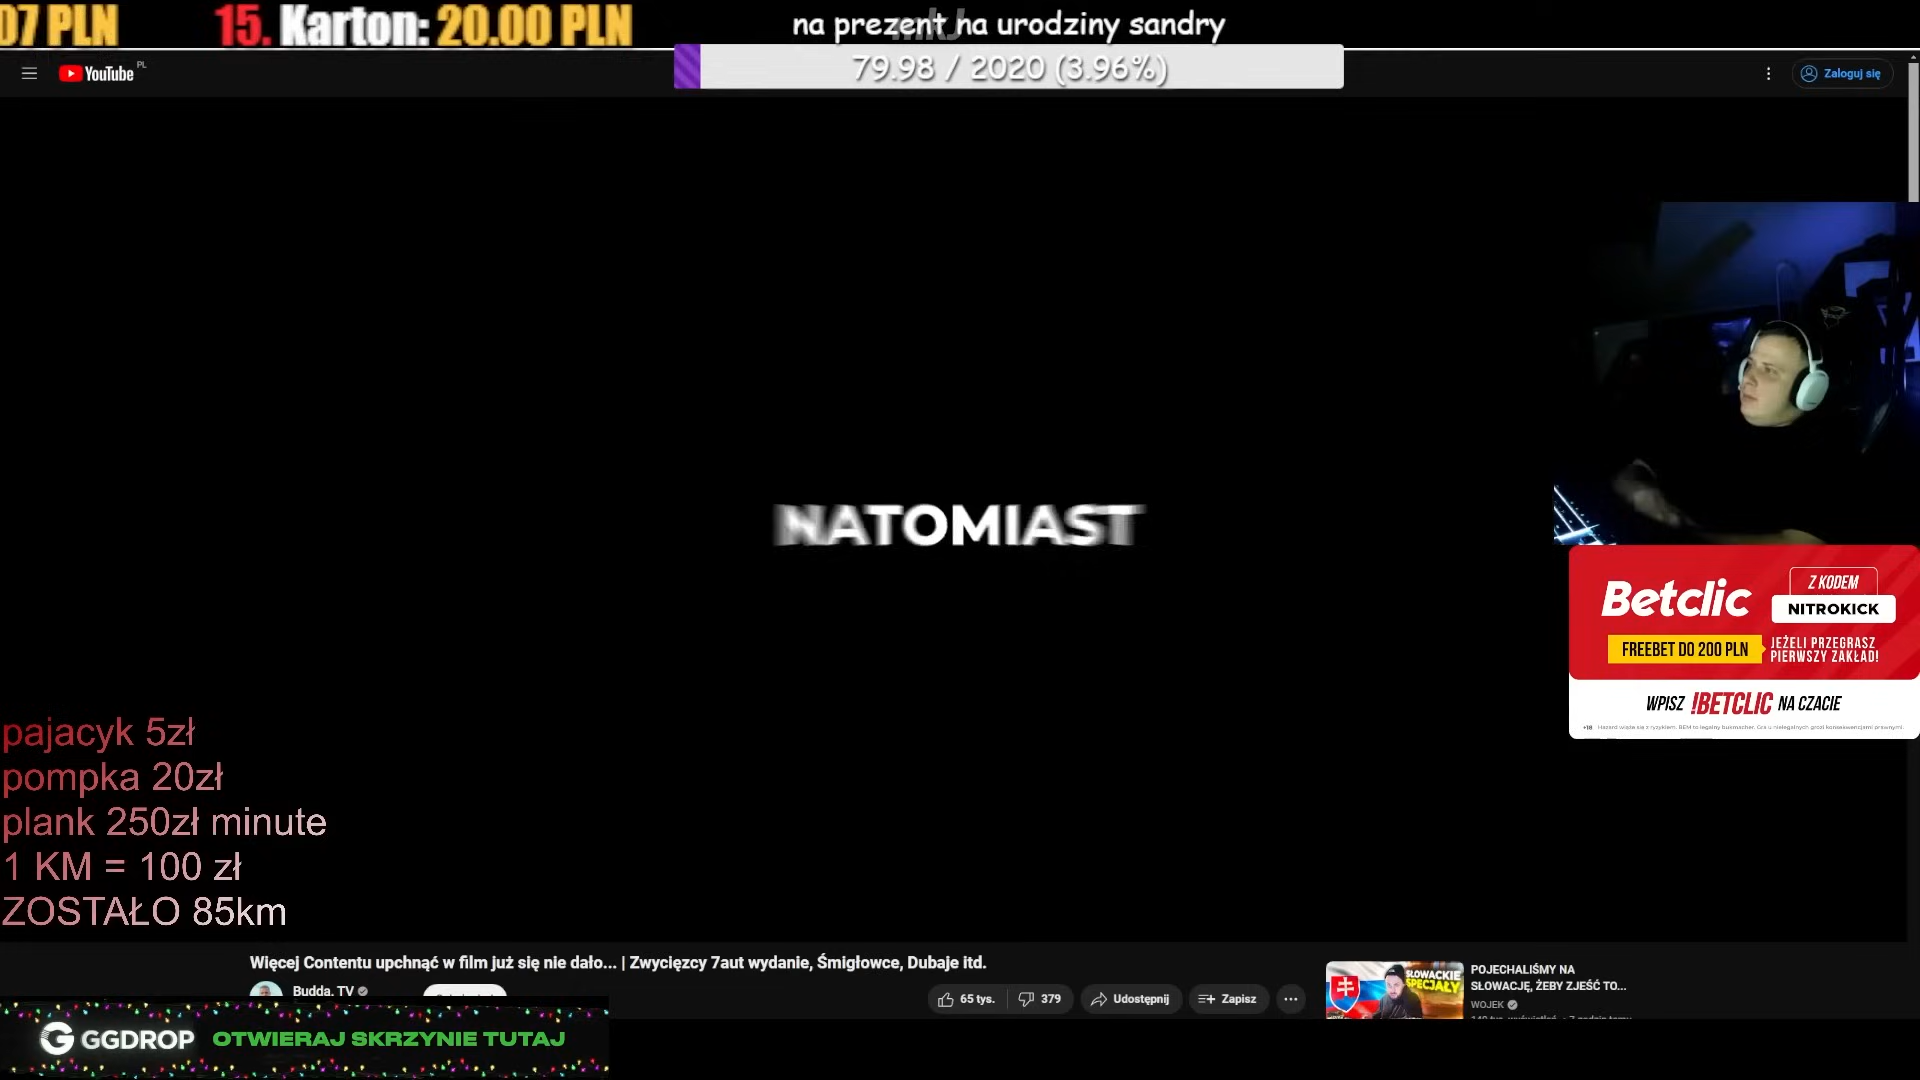 07 PLN 15. Karton: 20.00 PLN
na prezent na urodziny sandry
79.98 / 2020 (3.96%)
YouTube PL
Zaloguj się
NATOMIAST
Betclic
Z KODEM
NITROKICK
FREEBET DO 200 PLN
JEŻELI PRZEGRASZ
PIERWSZY ZAKŁAD!
WPISZ !BETCLIC NA CZACIE
pajacyk 5zł
pompka 20zł
plank 250zł minute
1 KM = 100 zł
ZOSTAŁO 85km
Więcej Contentu upchnąć w film już się nie dało... | Zwycięzcy 7aut wydanie, Śmigłowce, Dubaje itd.
Budda. TV
65 tys.
379
Udostępnij
Zapisz
SŁOWACKIE
SPECJAŁY
POJECHALIŚMY NA
SŁOWACJĘ, ŻEBY ZJEŚĆ TO...
WOJEK
GGDROP OTWIERAJ SKRZYNIE TUTAJ